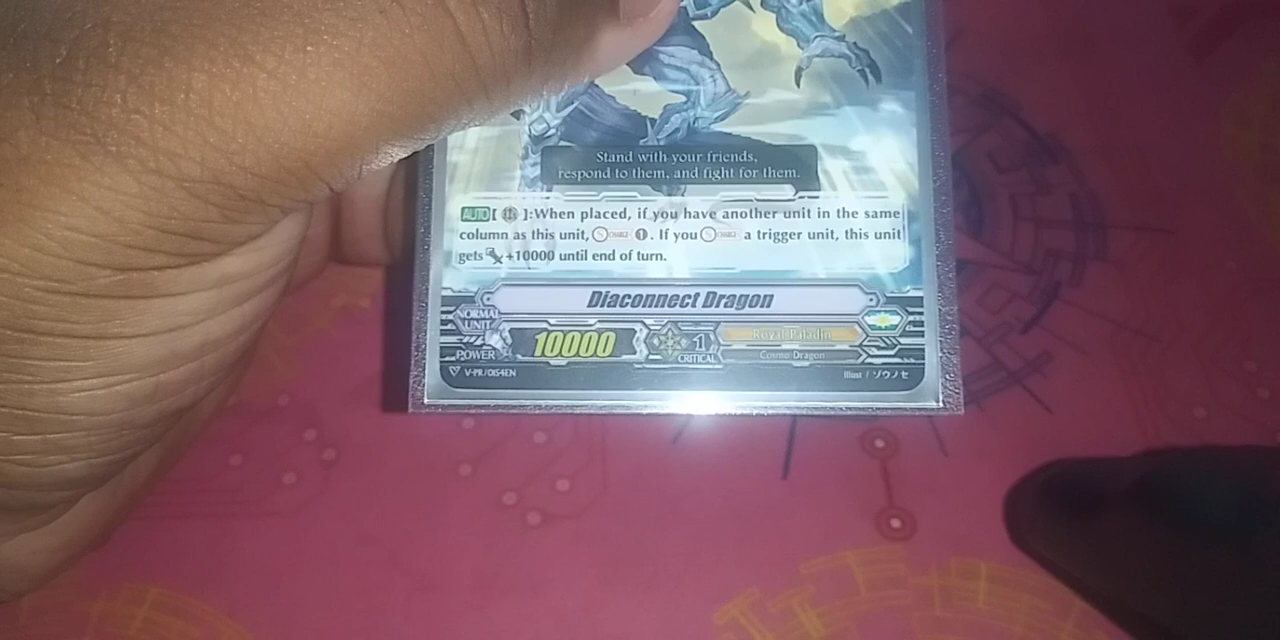 Stand with your friends,
respond to them, and fight for them.
AUTO [ ]:When placed, if you have another unit in the same
column as this unit, S CHARGE 1. If you S CHARGE a trigger unit, this unit
gets +10000 until end of turn.
Diaconnect Dragon
NORMAL UNIT
POWER
10000
1
CRITICAL
Royal Paladin
Cosmo Dragon
V-PR/0154EN
Illust / ゾウノセ